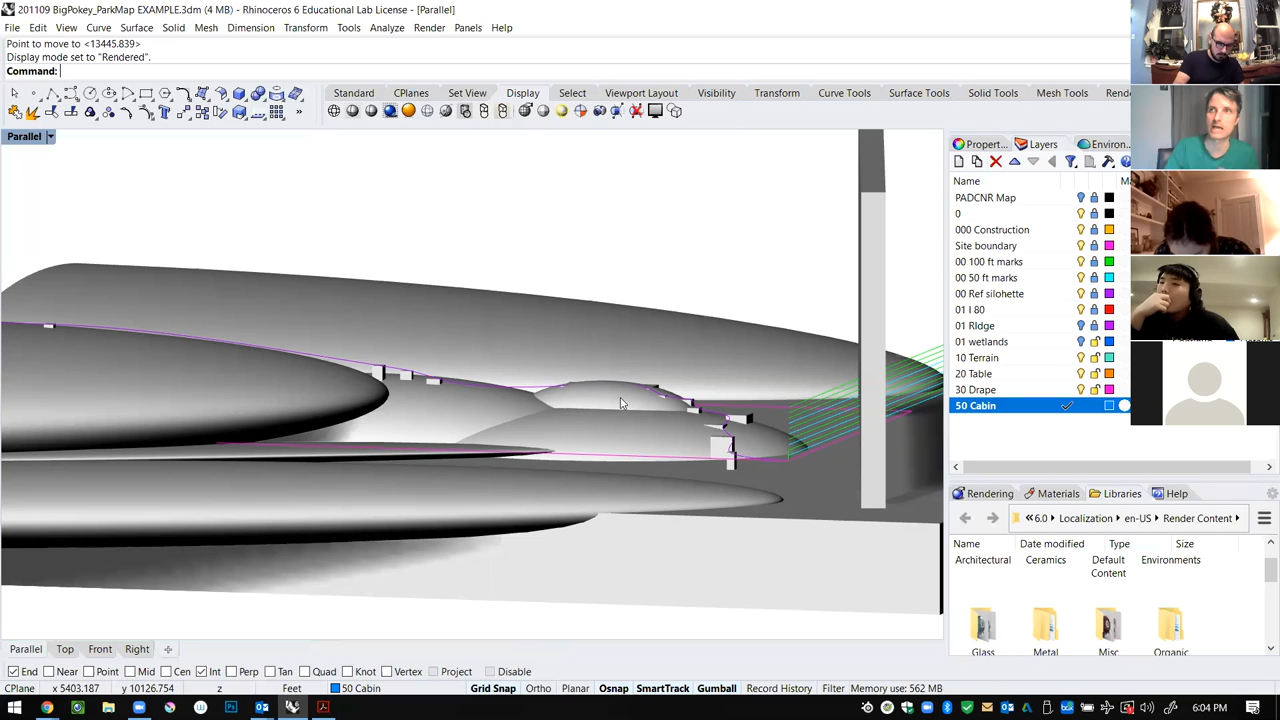 201109 BigPokey_ParkMap EXAMPLE.3dm (4 MB) - Rhinoceros 6 Educational Lab License - [Parallel]
File Edit View Curve Surface Solid Mesh Dimension Transform Tools Analyze Render Panels Help
Point to move to <13445.839>
Display mode set to "Rendered".
Command:
Standard CPlanes Set View Display Select Viewport Layout Visibility Transform Curve Tools Surface Tools Solid Tools Mesh Tools Rende
Parallel
Propert... Layers Environ...
Name Ma
PADCNR Map
0
000 Construction
Site boundary
00 100 ft marks
00 50 ft marks
00 Ref silohette
01 I 80
01 RIdge
01 wetlands
10 Terrain
20 Table
30 Drape
50 Cabin
Rendering Materials Libraries Help
« 6.0 Localization en-US Render Content
Name Date modified Type Size
Architectural Ceramics Default Content Environments
Glass Metal Misc Organic
Parallel Top Front Right
End Near Point Mid Cen Int Perp Tan Quad Knot Vertex Project Disable
CPlane x 5403.187 y 10126.754 z Feet 50 Cabin Grid Snap Ortho Planar Osnap SmartTrack Gumball Record History Filter Memory use: 562 MB
6:04 PM